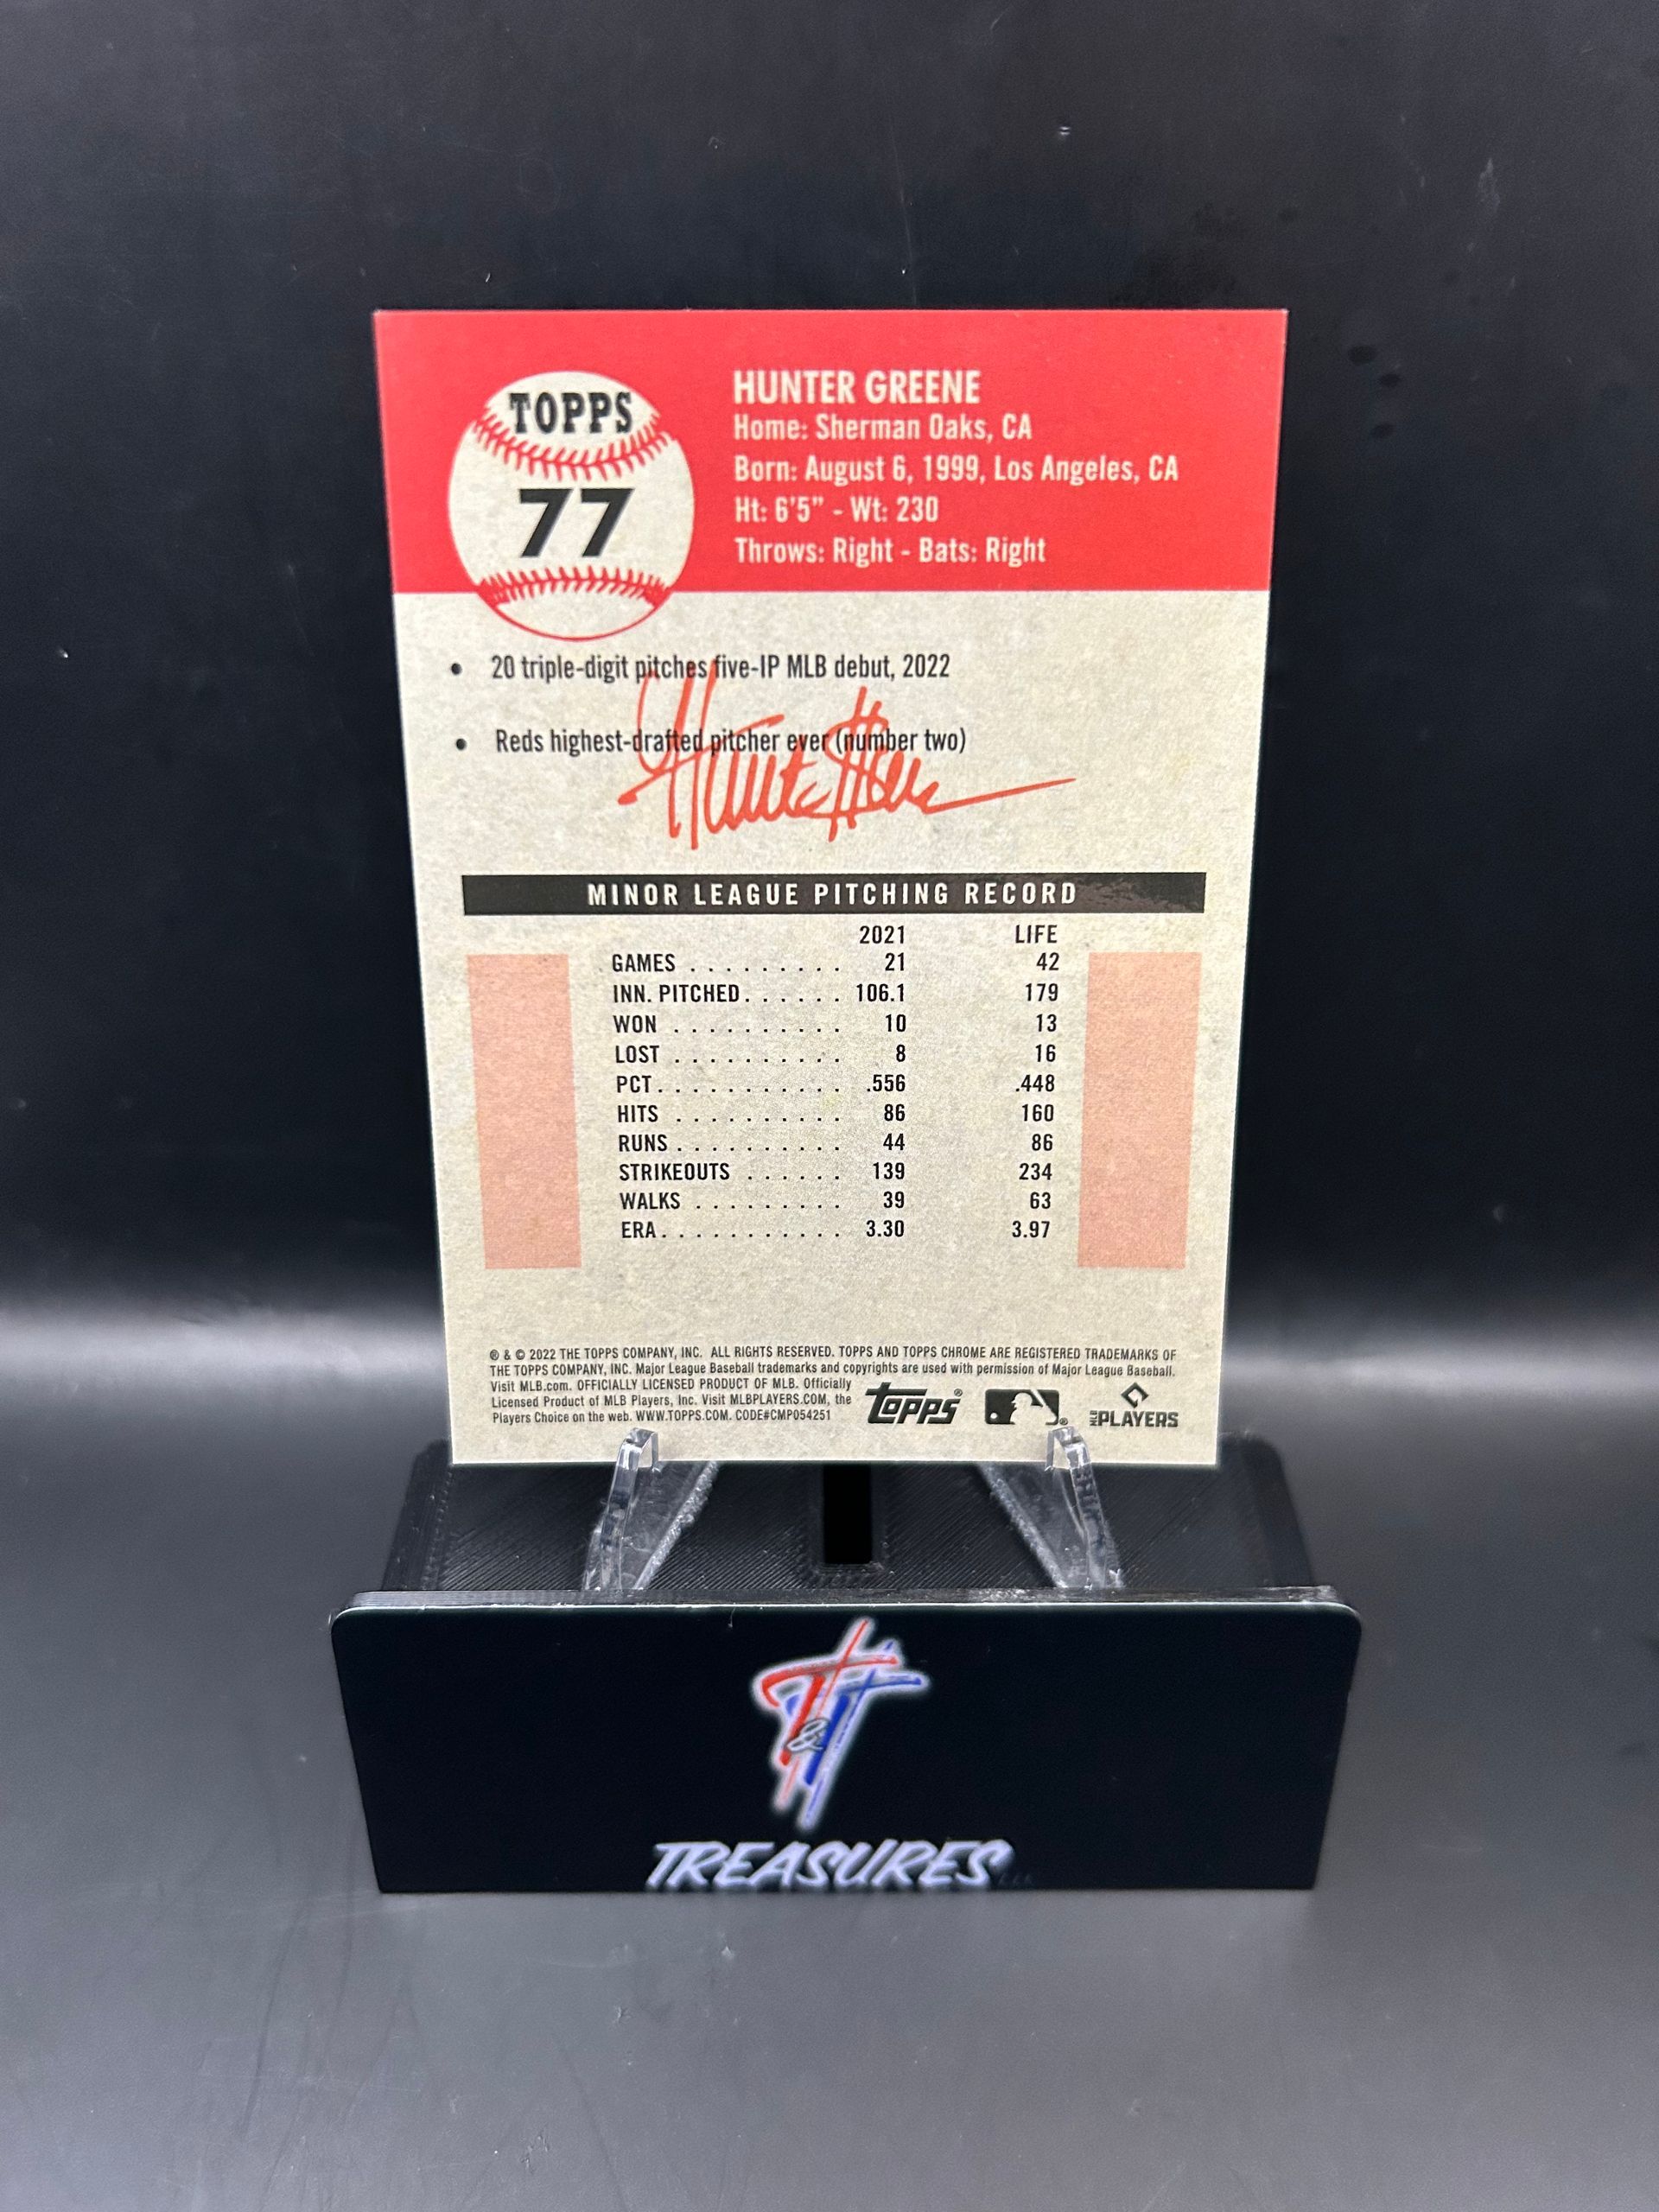 TOPPS
77
HUNTER GREENE
Home: Sherman Oaks, CA
Born: August 6, 1999, Los Angeles, CA
Ht: 6'5" - Wt: 230
Throws: Right - Bats: Right
• 20 triple-digit pitches five-IP MLB debut, 2022
• Reds highest-drafted pitcher ever (number two)
Hunter Greene
MINOR LEAGUE PITCHING RECORD
2021 LIFE
GAMES . . . . . . . . . 21 42
INN. PITCHED . . . . . . 106.1 179
WON . . . . . . . . . . 10 13
LOST . . . . . . . . . . 8 16
PCT . . . . . . . . . . . .556 .448
HITS . . . . . . . . . . 86 160
RUNS . . . . . . . . . . 44 86
STRIKEOUTS . . . . . . 139 234
WALKS . . . . . . . . . 39 63
ERA . . . . . . . . . . . 3.30 3.97
® & © 2022 THE TOPPS COMPANY, INC. ALL RIGHTS RESERVED. TOPPS AND TOPPS CHROME ARE REGISTERED TRADEMARKS OF
THE TOPPS COMPANY, INC. Major League Baseball trademarks and copyrights are used with permission of Major League Baseball.
Visit MLB.com. OFFICIALLY LICENSED PRODUCT OF MLB. Officially
Licensed Product of MLB Players, Inc. Visit MLBPLAYERS.COM, the
Players Choice on the web. WWW.TOPPS.COM. CODE#CMP054251
Topps®
®
MLB PLAYERS
T&T
TREASURES LLC